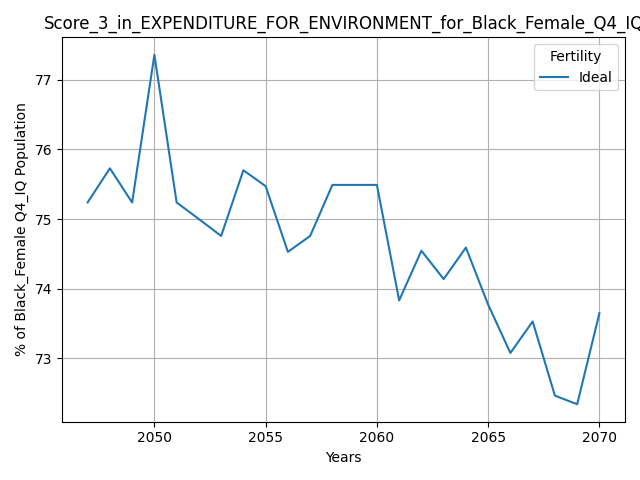 Score_3_in_EXPENDITURE_FOR_ENVIRONMENT_for_Black_Female_Q4_IQ
Fertility
Ideal
77
76
75
74
73
% of Black_Female Q4_IQ Population
2050 2055 2060 2065 2070
Years